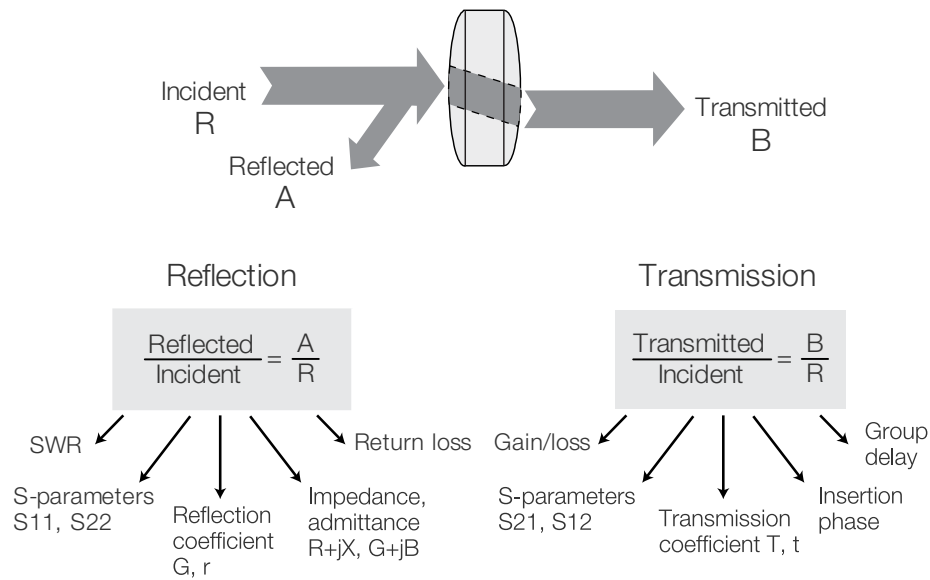 Incident
R
Reflected
A
Transmitted
B
Reflection
Reflected
Incident
=
A
R
SWR
S-parameters
S11, S22
Reflection
coefficient
G, r
Impedance,
admittance
R+jX, G+jB
Return loss
Transmission
Transmitted
Incident
=
B
R
Gain/loss
S-parameters
S21, S12
Transmission
coefficient T, t
Insertion
phase
Group
delay